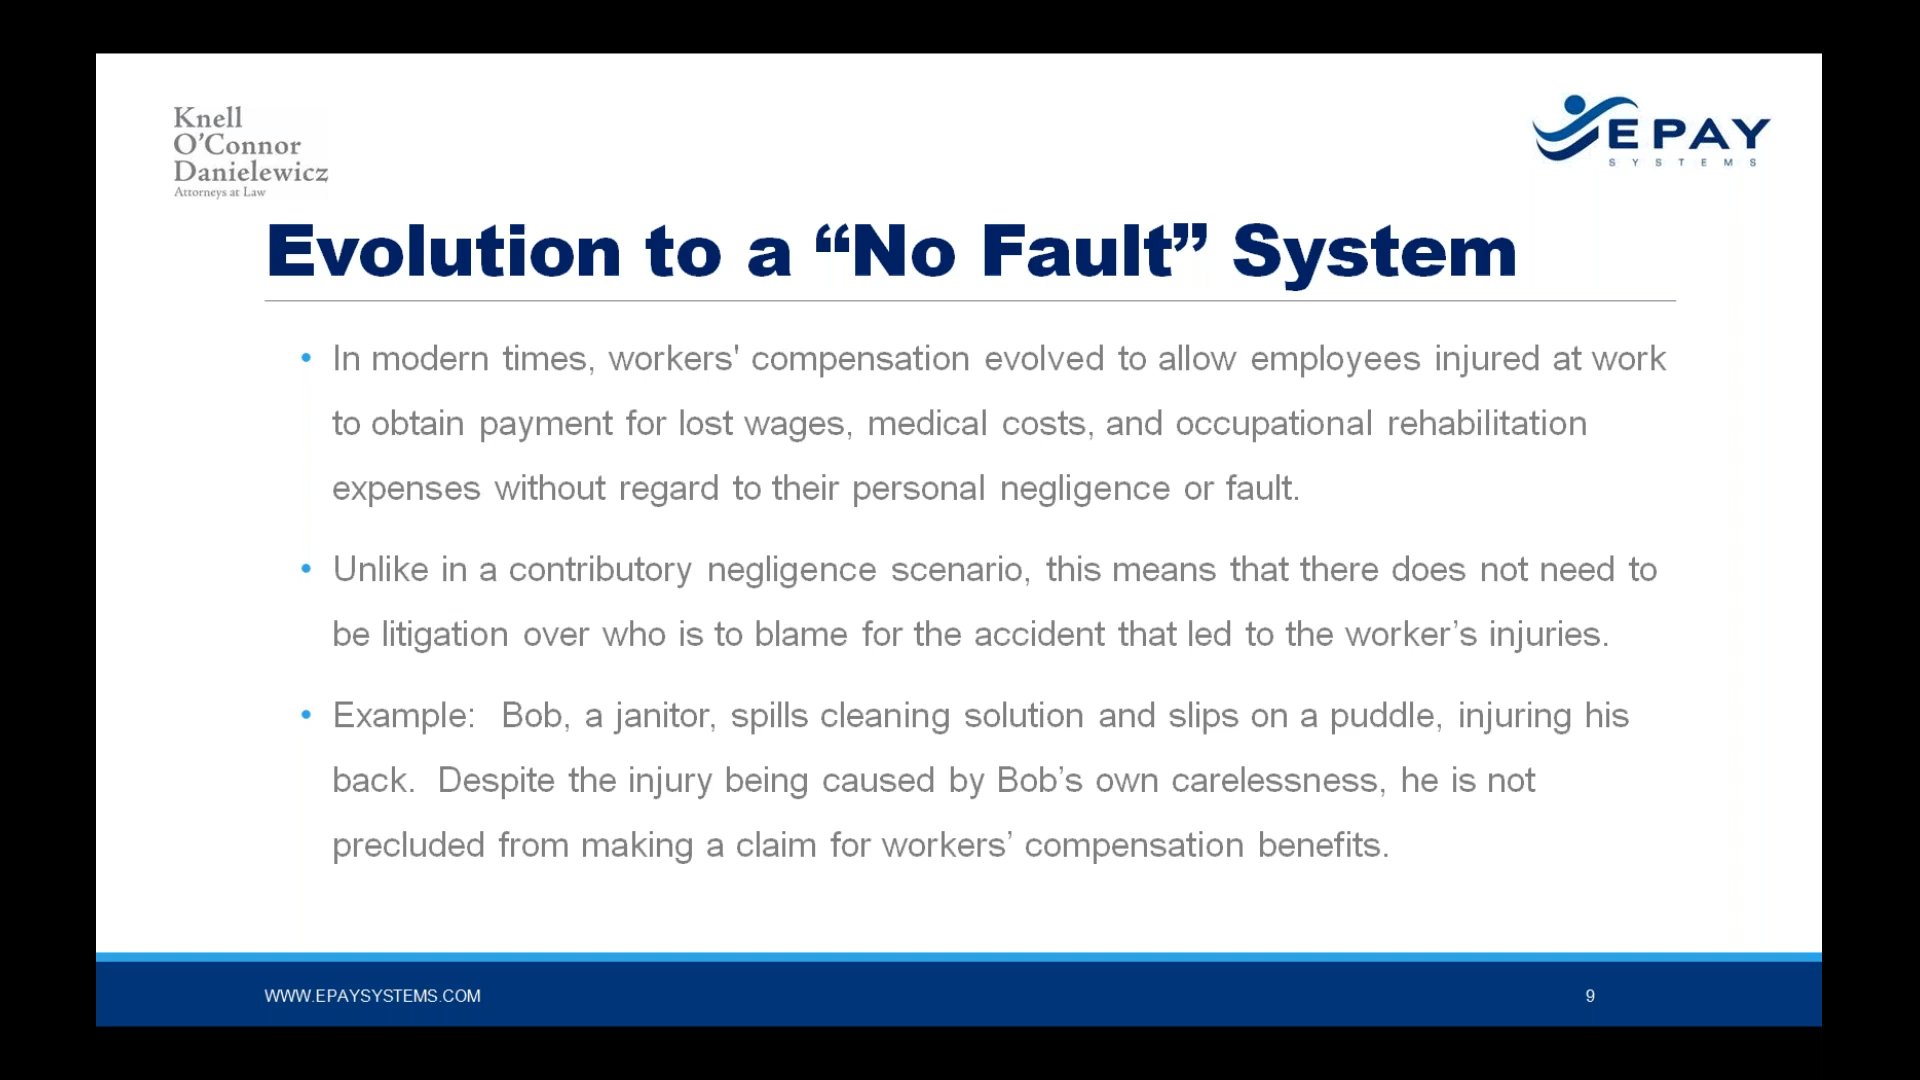 Knell
O’Connor
Danielewicz
Attorneys at Law
EPAY
SYSTEMS
Evolution to a “No Fault” System
• In modern times, workers' compensation evolved to allow employees injured at work
to obtain payment for lost wages, medical costs, and occupational rehabilitation
expenses without regard to their personal negligence or fault.
• Unlike in a contributory negligence scenario, this means that there does not need to
be litigation over who is to blame for the accident that led to the worker’s injuries.
• Example:  Bob, a janitor, spills cleaning solution and slips on a puddle, injuring his
back.  Despite the injury being caused by Bob’s own carelessness, he is not
precluded from making a claim for workers’ compensation benefits.
WWW.EPAYSYSTEMS.COM
9